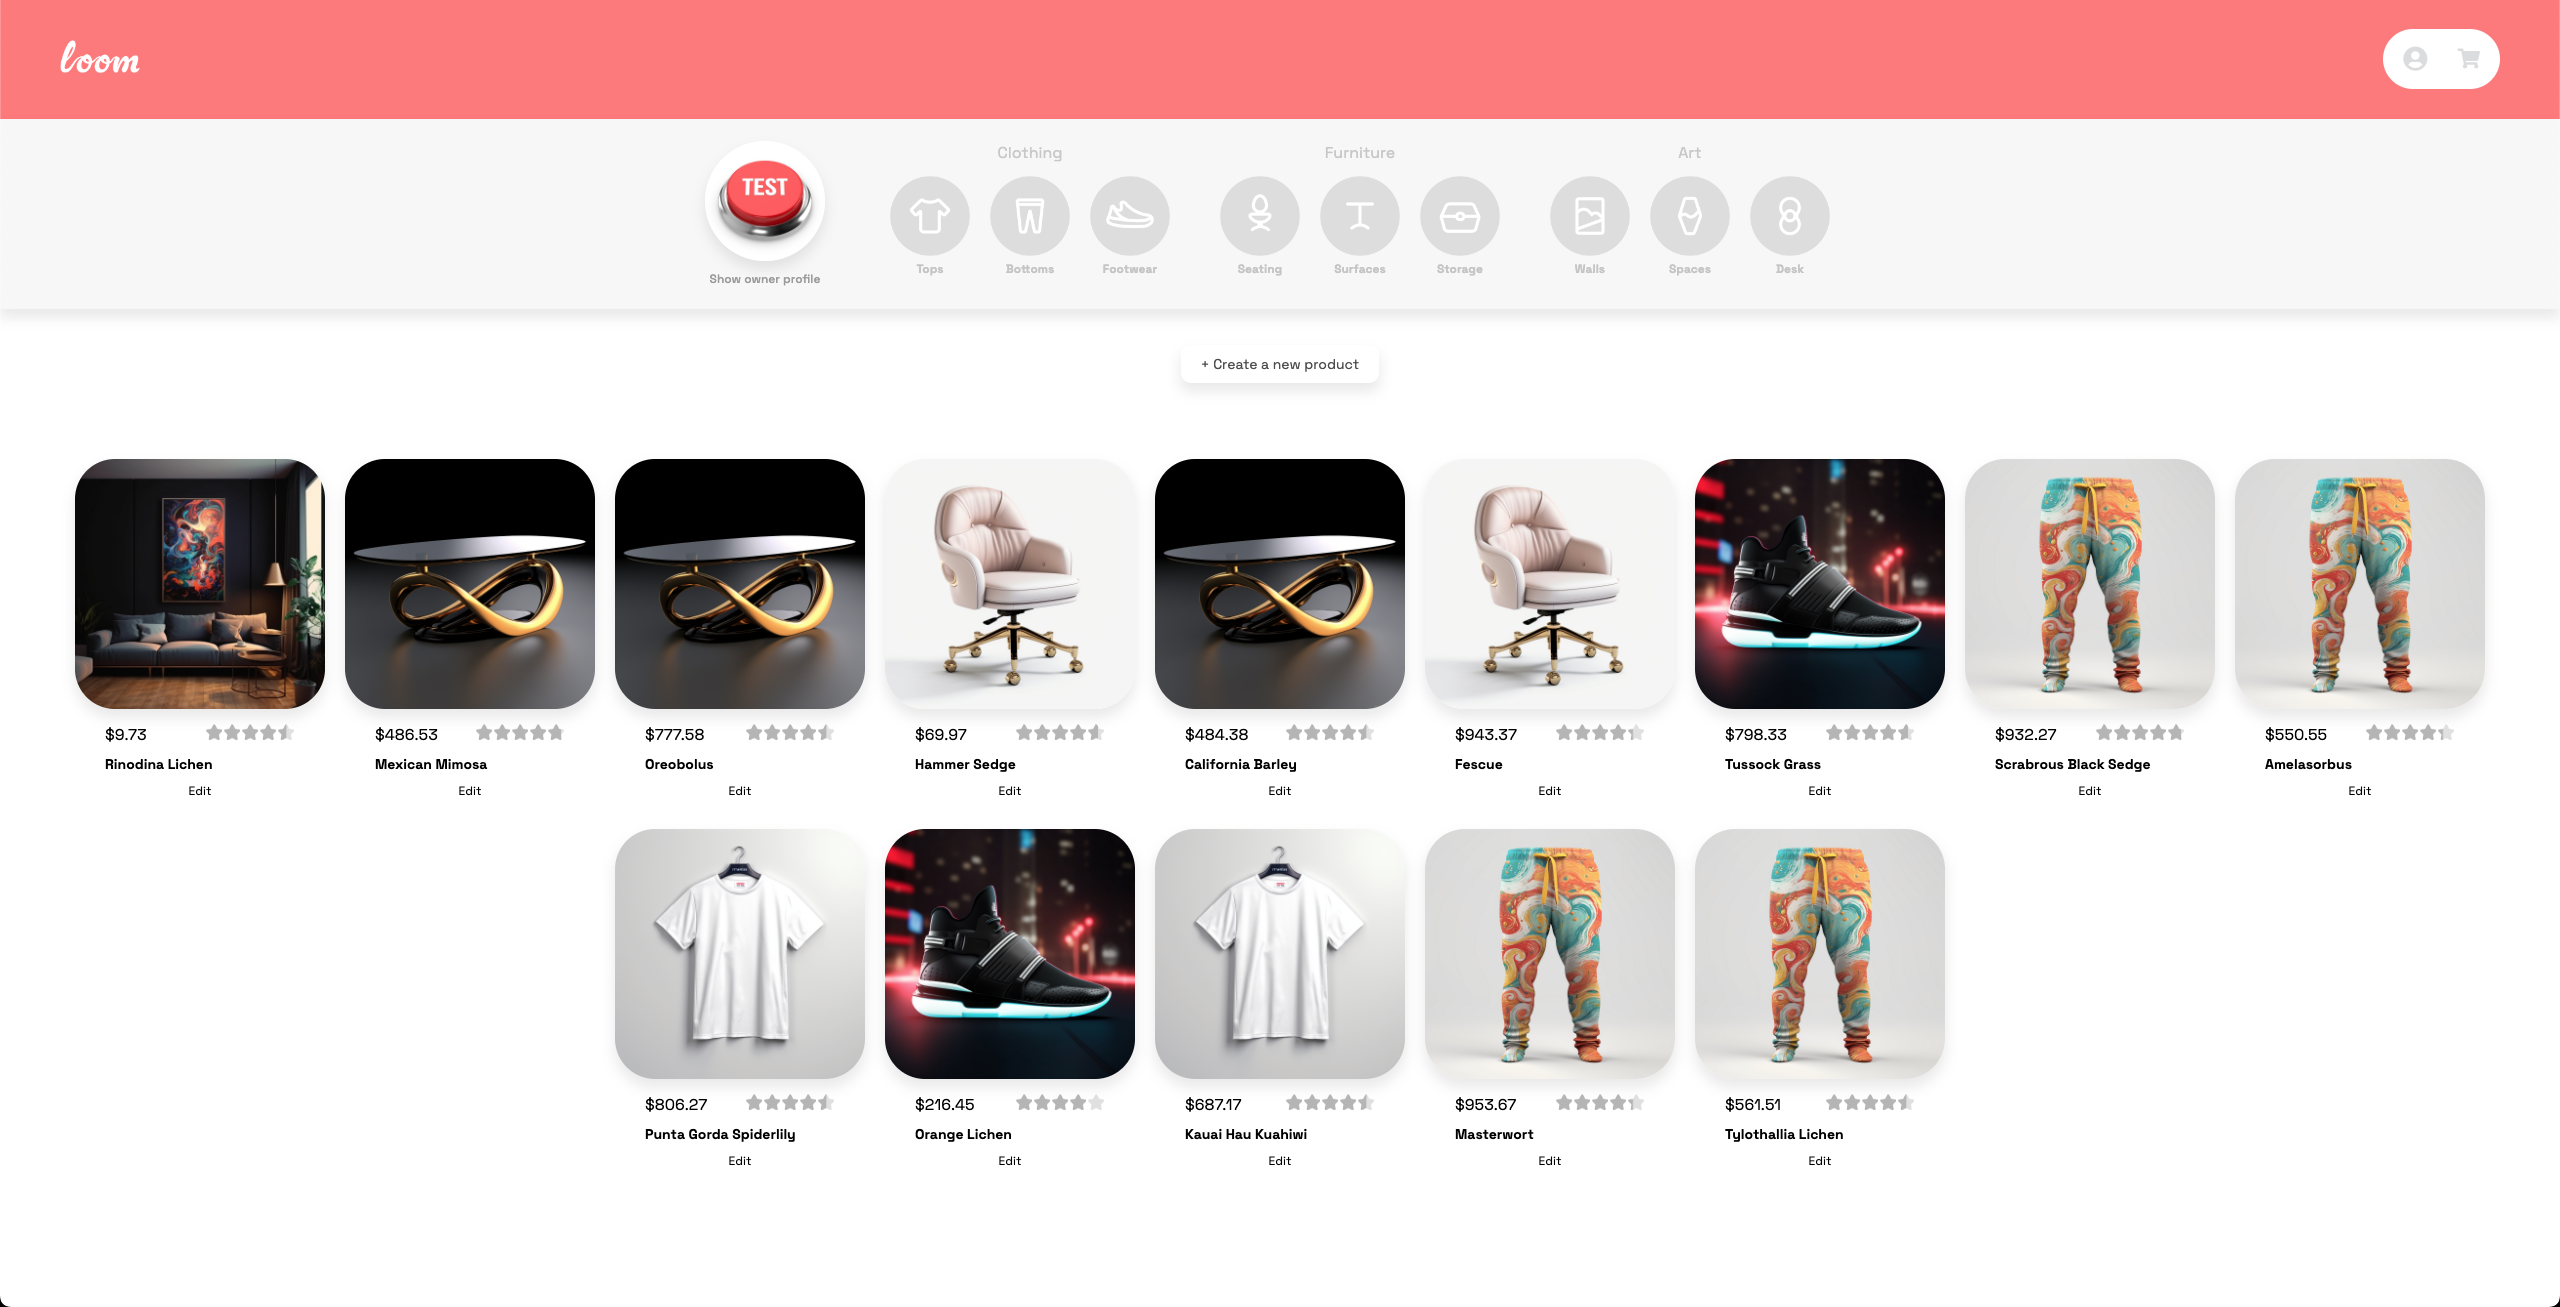 loom
TEST
Show owner profile
Clothing
Furniture
Art
Tops
Bottoms
Footwear
Seating
Surfaces
Storage
Walls
Spaces
Desk
+ Create a new product
$9.73
Rinodina Lichen
Edit
$486.53
Mexican Mimosa
Edit
$777.58
Oreobolus
Edit
$69.97
Hammer Sedge
Edit
$484.38
California Barley
Edit
$943.37
Fescue
Edit
$798.33
Tussock Grass
Edit
$932.27
Scrabrous Black Sedge
Edit
$550.55
Amelasorbus
Edit
$806.27
Punta Gorda Spiderlily
Edit
$216.45
Orange Lichen
Edit
$687.17
Kauai Hau Kuahiwi
Edit
$953.67
Masterwort
Edit
$561.51
Tylothallia Lichen
Edit